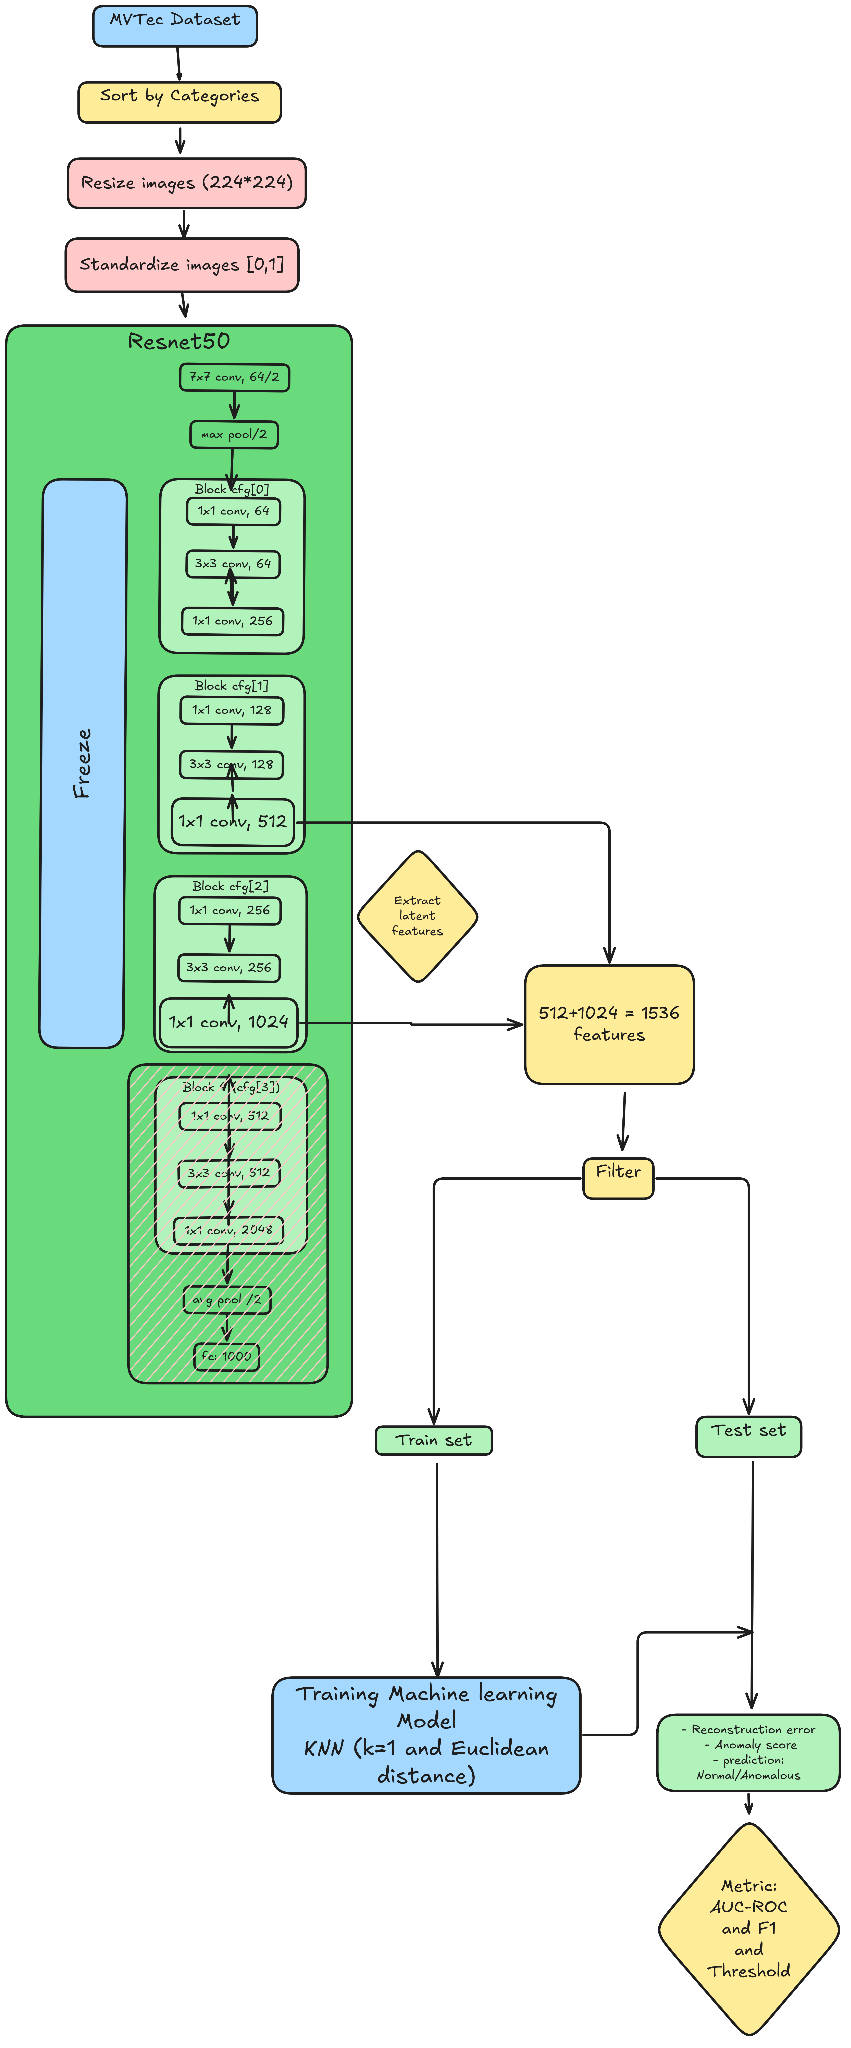 MVTec Dataset
Sort by Categories
Resize images (224*224)
Standardize images [0,1]
Resnet50
7x7 conv, 64/2
max pool/2
Block cfg[0]
1x1 conv, 64
3x3 conv, 64
1x1 conv, 256
Freeze
Block cfg[1]
1x1 conv, 128
3x3 conv, 128
1x1 conv, 512
Block cfg[2]
1x1 conv, 256
3x3 conv, 256
1x1 conv, 1024
Extract
latent
features
512+1024 = 1536
features
Block 4 (cfg[3])
1x1 conv, 512
3x3 conv, 512
1x1 conv, 2048
avg pool /2
fc: 1000
Filter
Train set
Test set
Training Machine learning
Model
KNN (k=1 and Euclidean
distance)
- Reconstruction error
- Anomaly score
- prediction:
Normal/Anomalous
Metric:
AUC-ROC
and F1
and
Threshold